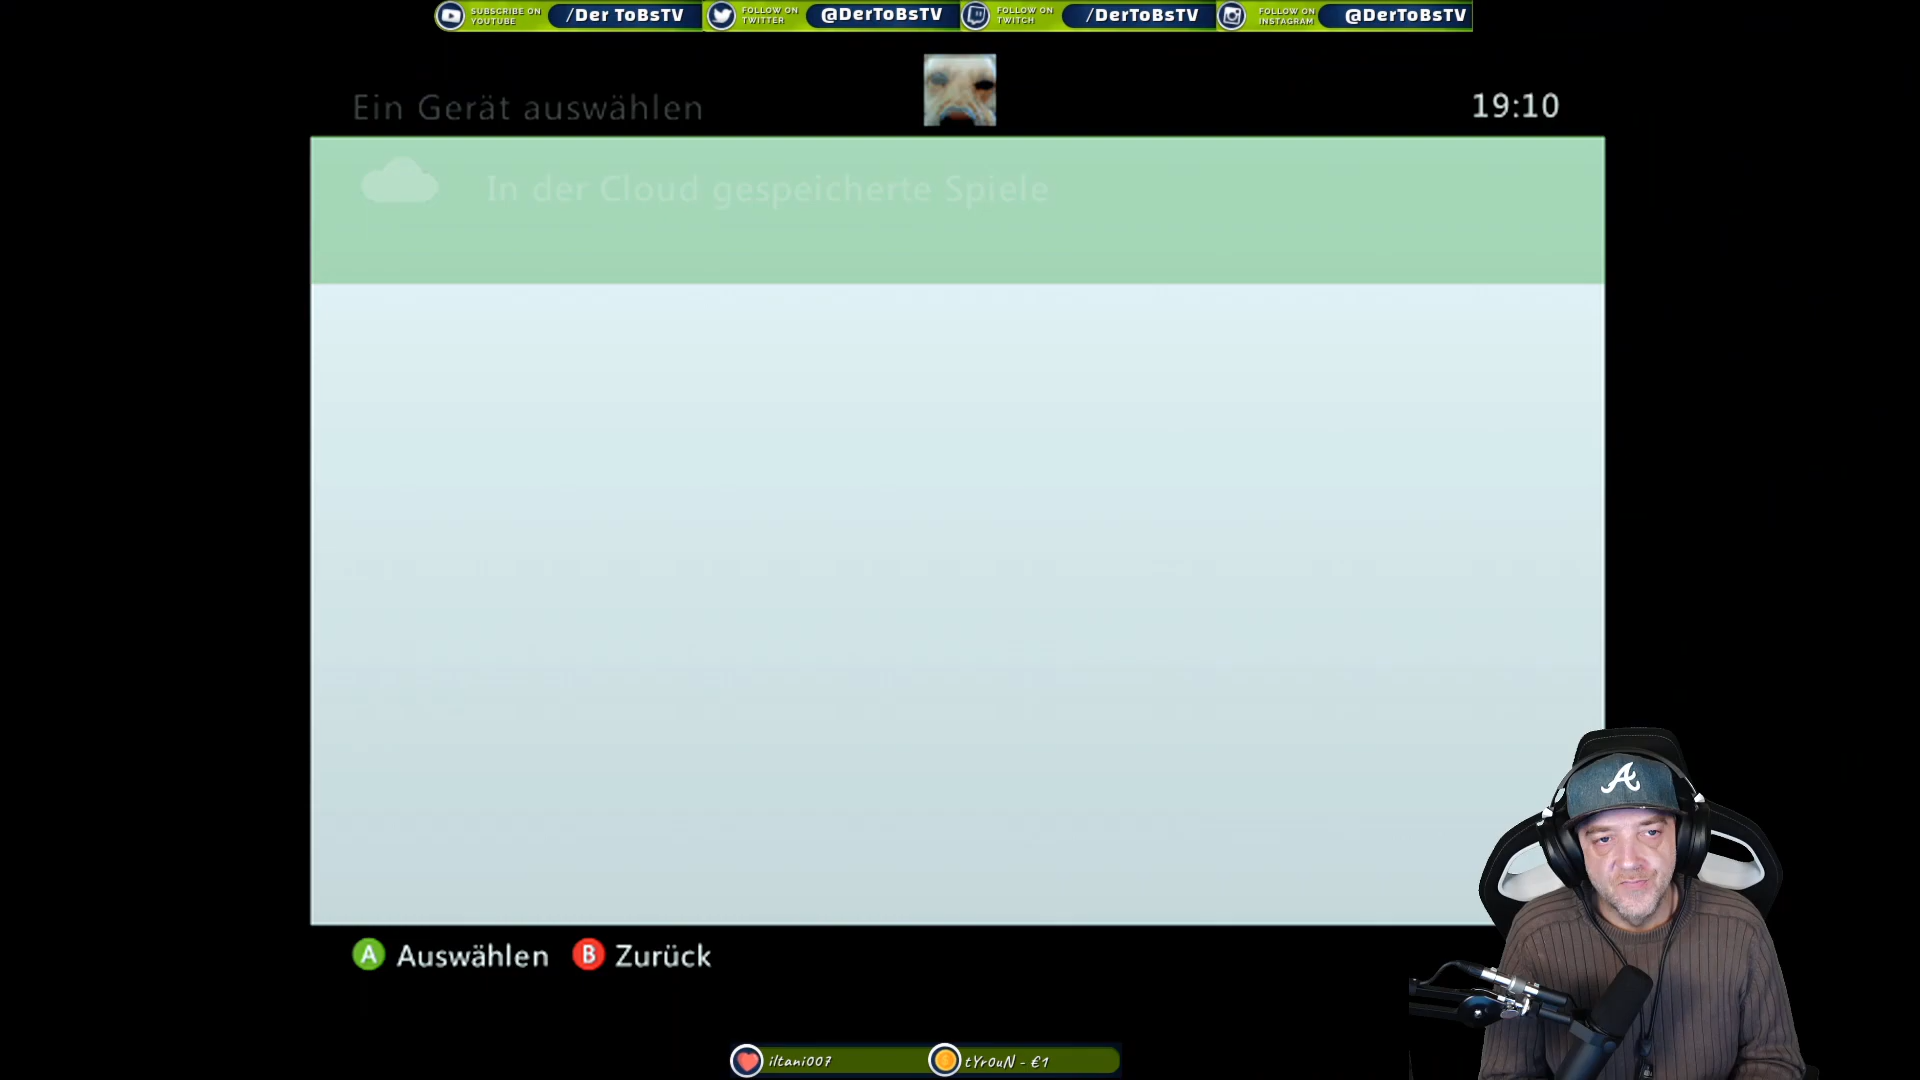 SUBSCRIBE ON YOUTUBE
/Der ToBsTV
FOLLOW ON TWITTER
@DerToBsTV
FOLLOW ON TWITCH
/DerToBsTV
FOLLOW ON INSTAGRAM
@DerToBsTV
Ein Gerät auswählen
19:10
In der Cloud gespeicherte Spiele
A Auswählen B Zurück
A
iltani007
tYr0uN - €1